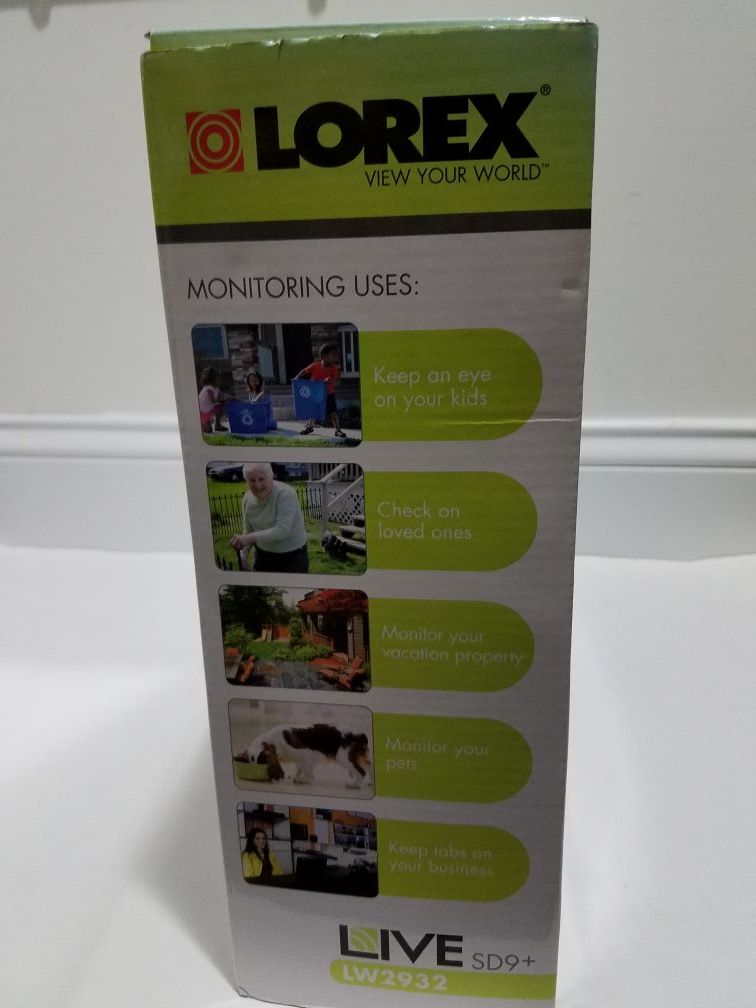 LOREX®
VIEW YOUR WORLD™
MONITORING USES:
Keep an eye
on your kids
Check on
loved ones
Monitor your
vacation property
Monitor your
pets
Keep tabs on
your business
LIVE SD9+
LW2932